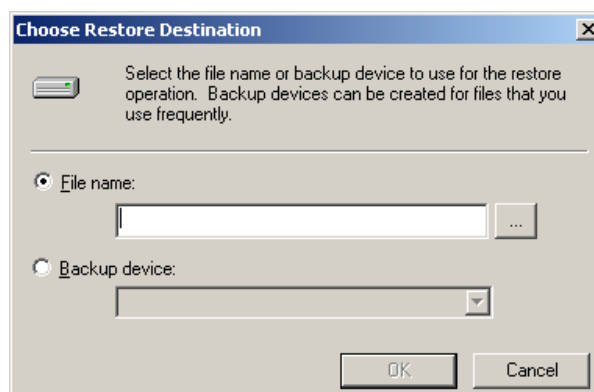 Choose Restore Destination
Select the file name or backup device to use for the restore
operation. Backup devices can be created for files that you
use frequently.
File name:
...
Backup device:
OK
Cancel